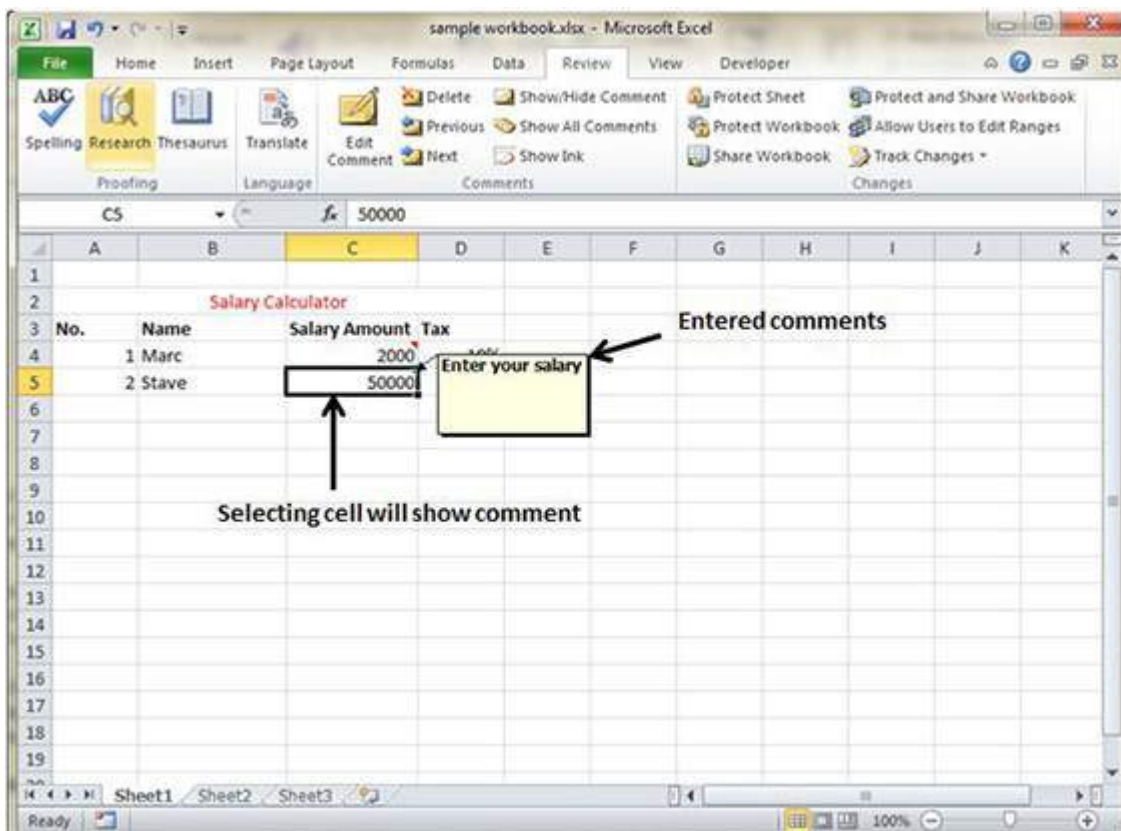 sample workbook.xlsx - Microsoft Excel
File Home Insert Page Layout Formulas Data Review View Developer
ABC Delete Show/Hide Comment Protect Sheet Protect and Share Workbook
Previous Show All Comments Protect Workbook Allow Users to Edit Ranges
Spelling Research Thesaurus Translate Edit Comment Next Show Ink Share Workbook Track Changes
Proofing Language Comments Changes
C5 fx 50000
A B C D E F G H I J K
1
2 Salary Calculator
3 No. Name Salary Amount Tax Entered comments
4 1 Marc 2000 10%
Enter your salary
5 2 Stave 50000
6
7
8
9
10 Selecting cell will show comment
11
12
13
14
15
16
17
18
19
Sheet1 Sheet2 Sheet3
Ready 100%